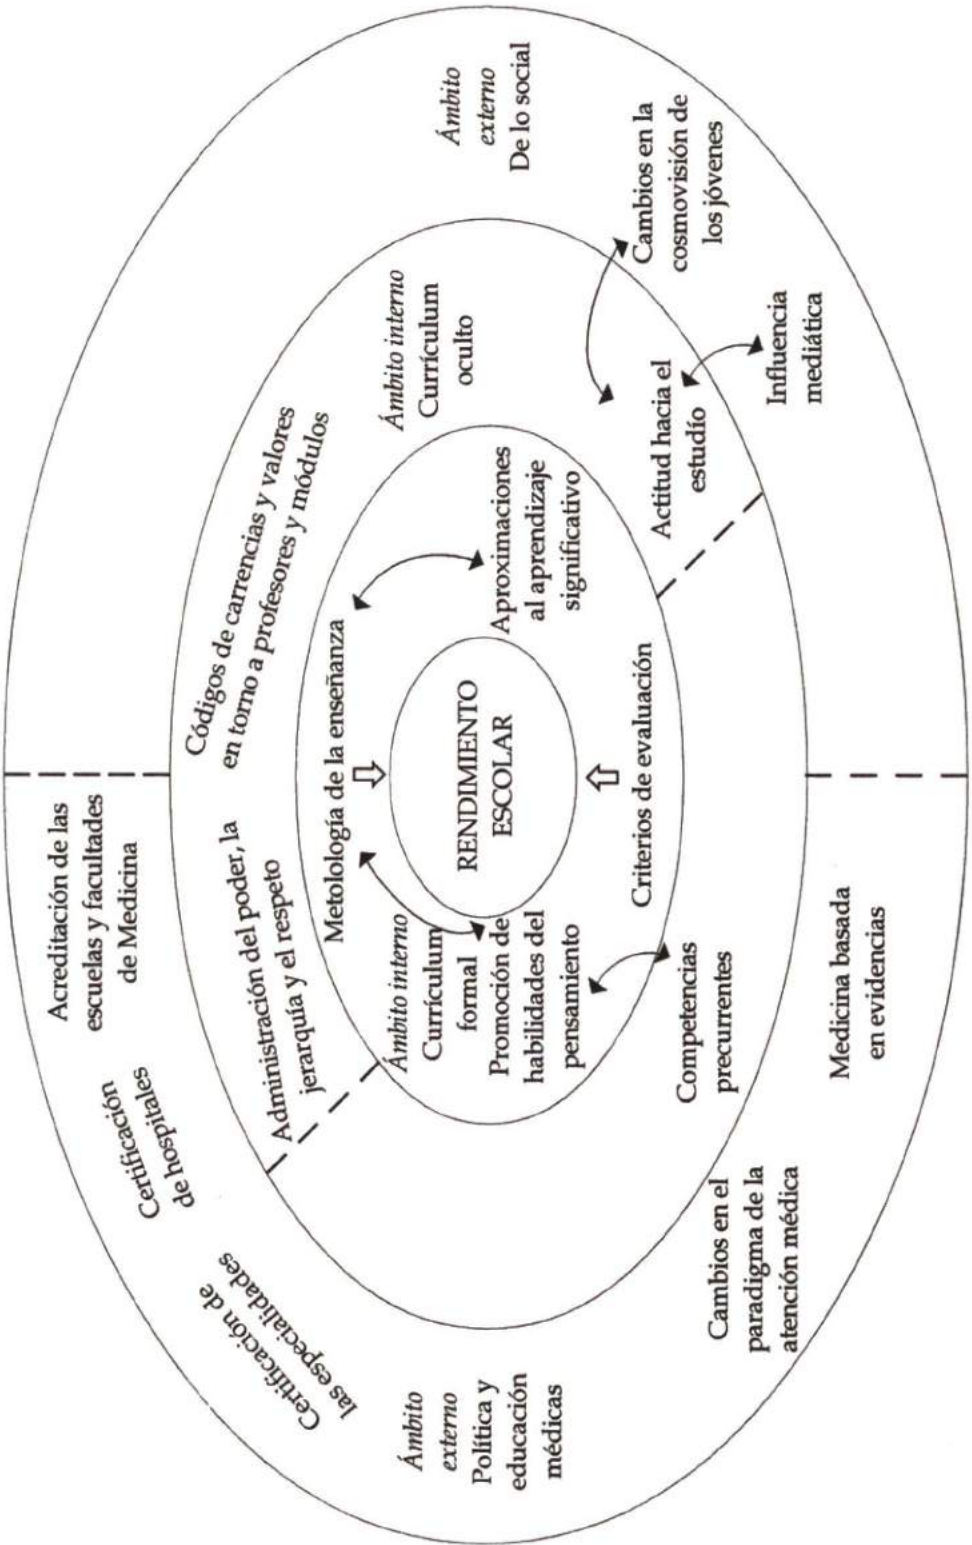 Acreditación de las
escuelas y facultades
de Medicina
Certificación
de hospitales
Certificación de
las especialidades
Ámbito
externo
Política y
educación
médicas
Cambios en el
paradigma de la
atención médica
Medicina basada
en evidencias
Ámbito
externo
De lo social
Cambios en la
cosmovisión de
los jóvenes
Influencia
mediática
Administración del poder, la
jerarquía y el respeto
Códigos de carrencias y valores
en torno a profesores y módulos
Ámbito interno
Currículum
oculto
Actitud hacia el
estudío
Competencias
precurrentes
Metolología de la enseñanza
Ámbito interno
Currículum
formal
Promoción de
habilidades del
pensamiento
Aproximaciones
al aprendizaje
significativo
Criterios de evaluación
RENDIMIENTO
ESCOLAR